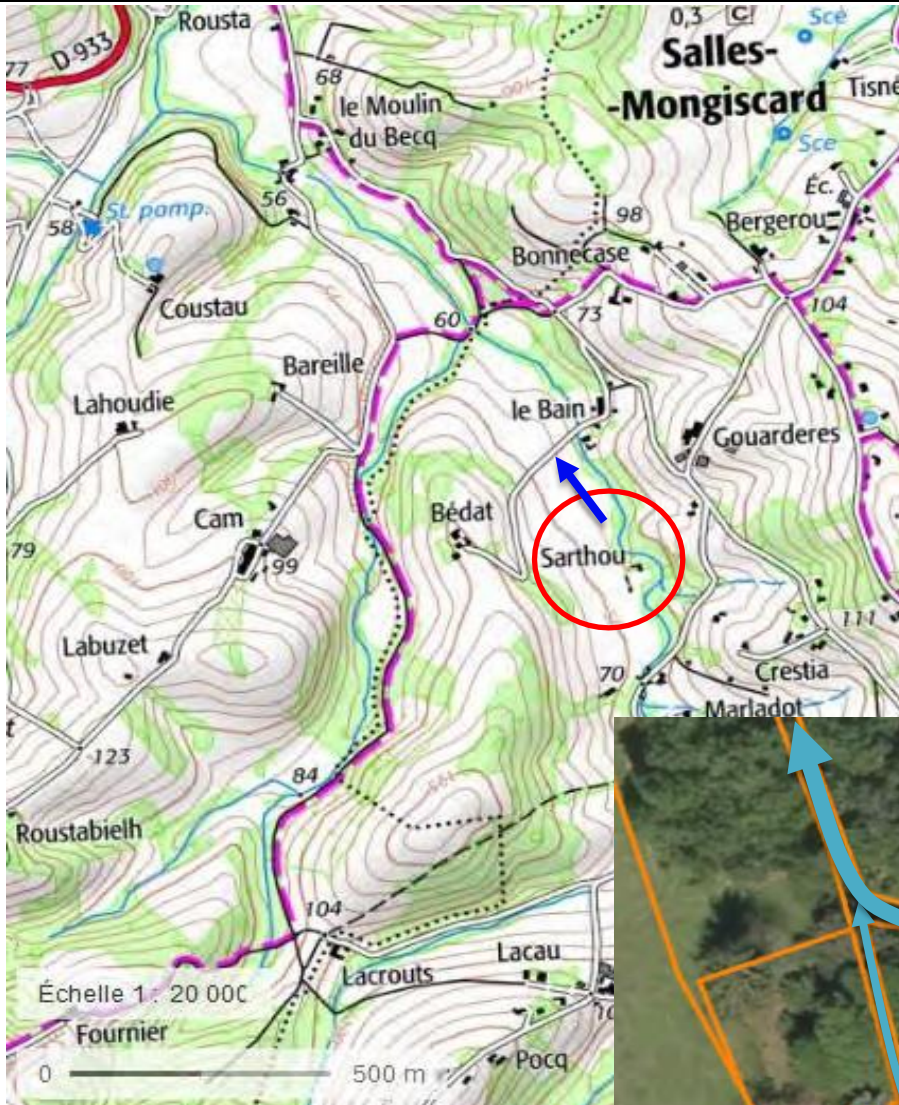 Rousta
0,3 C
Sce
Salles-
-Mongiscard
Tisné
D 933
77
68
le Moulin
du Becq
Sce
Éc.
56
St. pomp.
58
98
Bergerou
Bonnecase
Coustau
60
73
104
Bareille
Lahoudie
le Bain
Gouarderes
Cam
Bédat
79
99
Sarthou
111
Labuzet
70
Crestia
Marladot
123
84
Roustabielh
104
Lacrouts
Lacau
Échelle 1 : 20 000
Fournier
Pocq
0
500 m